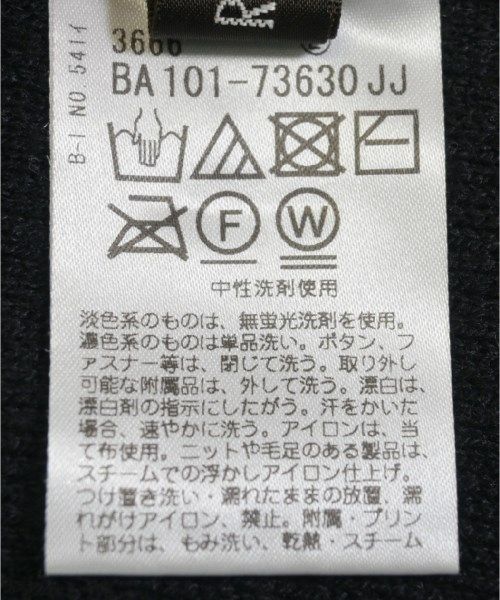 B-I NO.541イ
R
3666
BA101-73630JJ
F
W
中性洗剤使用
淡色系のものは、無蛍光洗剤を使用。
濃色系のものは単品洗い。ボタン、フ
ァスナー等は、閉じて洗う。取り外し
可能な附属品は、外して洗う。漂白は、
漂白剤の指示にしたがう。汗をかいた
場合、速やかに洗う。アイロンは、当
て布使用。ニットや毛足のある製品は、
スチームでの浮かしアイロン仕上げ。
つけ置き洗い・濡れたままの放置、濡
れがけアイロン、禁止。附属・プリン
ト部分は、もみ洗い、乾熱・スチーム